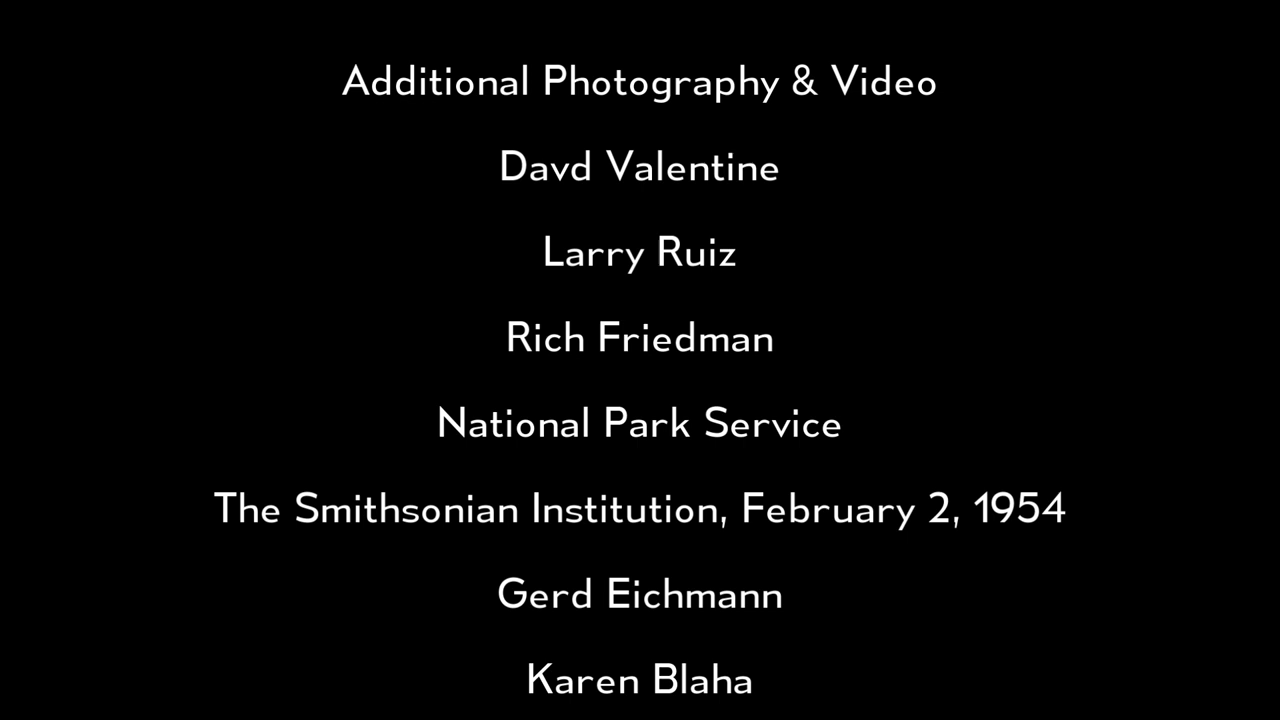 Additional Photography & Video
Davd Valentine
Larry Ruiz
Rich Friedman
National Park Service
The Smithsonian Institution, February 2, 1954
Gerd Eichmann
Karen Blaha